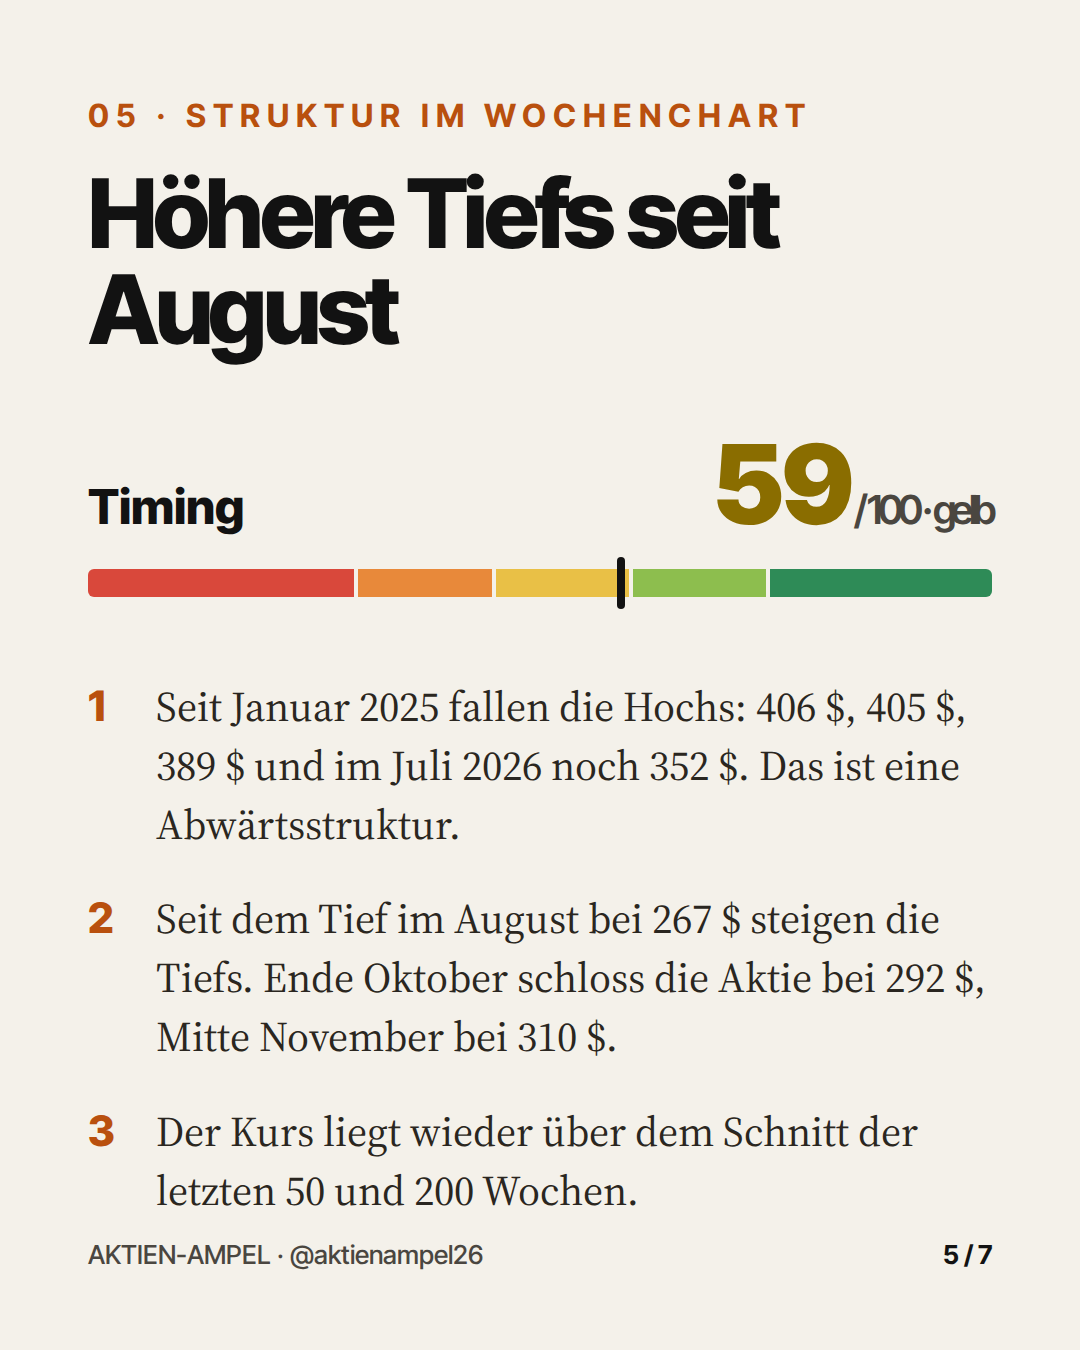 05 · STRUKTUR IM WOCHENCHART
Höhere Tiefs seit
August
Timing
59 /100 · gelb
1 Seit Januar 2025 fallen die Hochs: 406 $, 405 $,
389 $ und im Juli 2026 noch 352 $. Das ist eine
Abwärtsstruktur.
2 Seit dem Tief im August bei 267 $ steigen die
Tiefs. Ende Oktober schloss die Aktie bei 292 $,
Mitte November bei 310 $.
3 Der Kurs liegt wieder über dem Schnitt der
letzten 50 und 200 Wochen.
AKTIEN-AMPEL · @aktienampel26
5 / 7